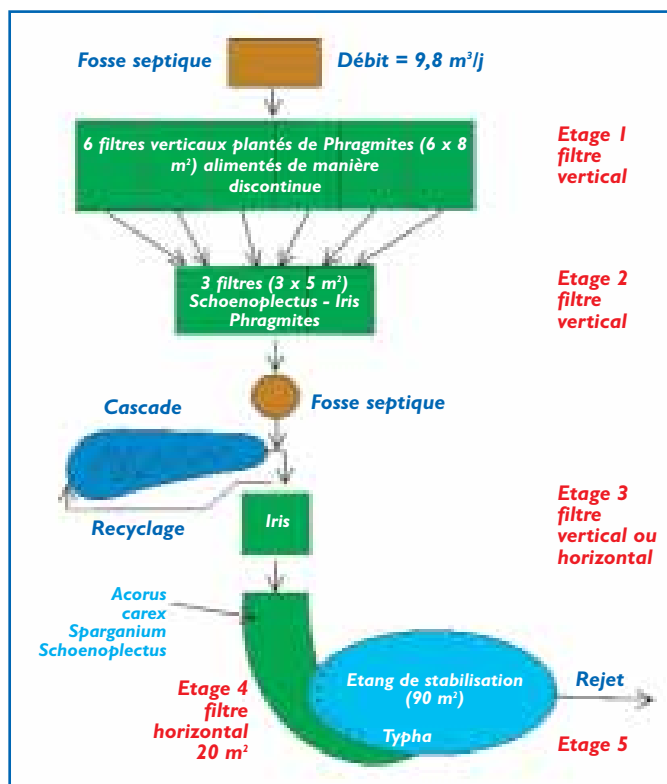 Fosse septique
Débit = 9,8 m³/j
6 filtres verticaux plantés de Phragmites (6 x 8
m²) alimentés de manière
discontinue
Etage 1
filtre
vertical
3 filtres (3 x 5 m²)
Schoenoplectus - Iris
Phragmites
Etage 2
filtre
vertical
Fosse septique
Cascade
Recyclage
Iris
Etage 3
filtre
vertical ou
horizontal
Acorus
carex
Sparganium
Schoenoplectus
Etage 4
filtre
horizontal
20 m²
Etang de stabilisation
(90 m²)
Typha
Rejet
Etage 5